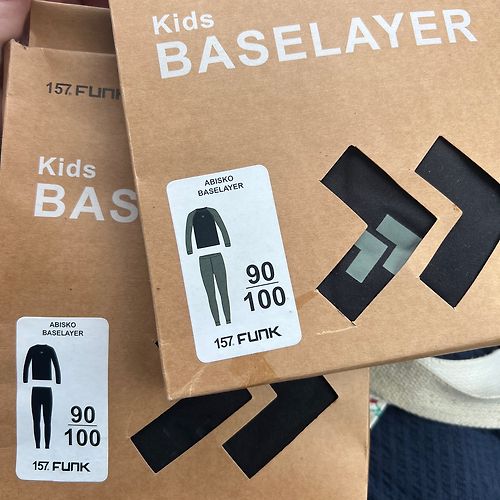 Kids
BASELAYER
ABISKO
BASELAYER
90
100
157. FUNK
157. FUNK
Kids
BAS
ABISKO
BASELAYER
90
100
157. FUNK